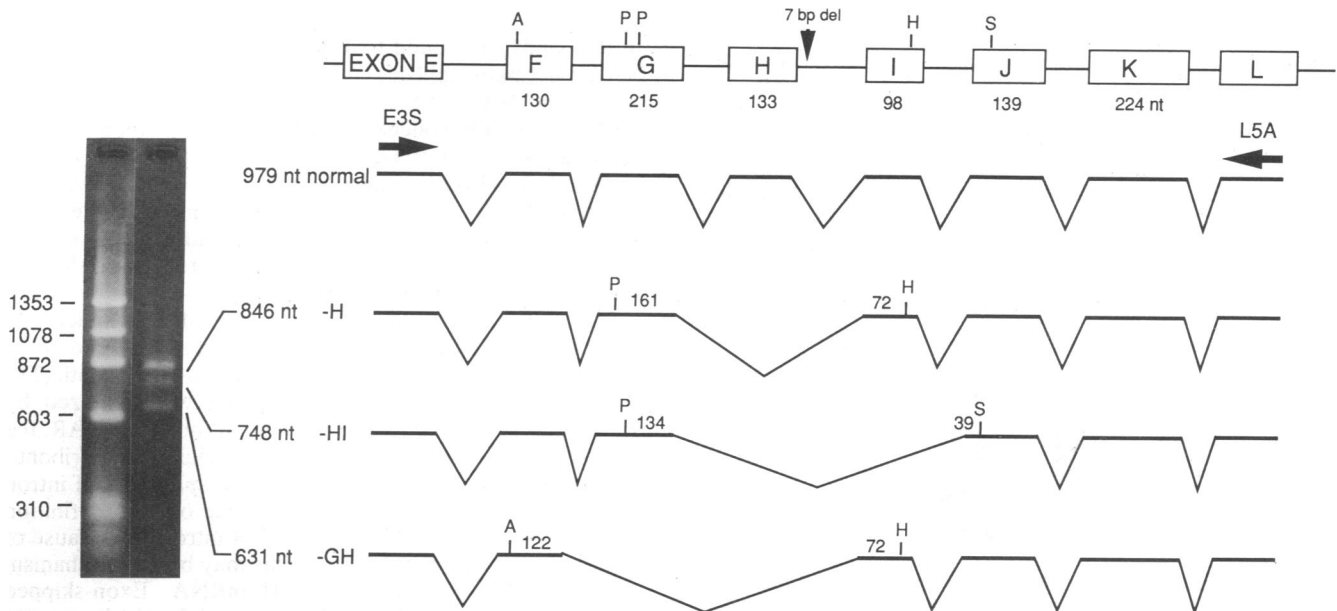 A P P 7 bp del H S
EXON E F G H I J K L
130 215 133 98 139 224 nt
E3S L5A
979 nt normal
P 161 72 H
846 nt -H
1353
1078
872
603
310
P 134 39 S
748 nt -HI
A 122 72 H
631 nt -GH